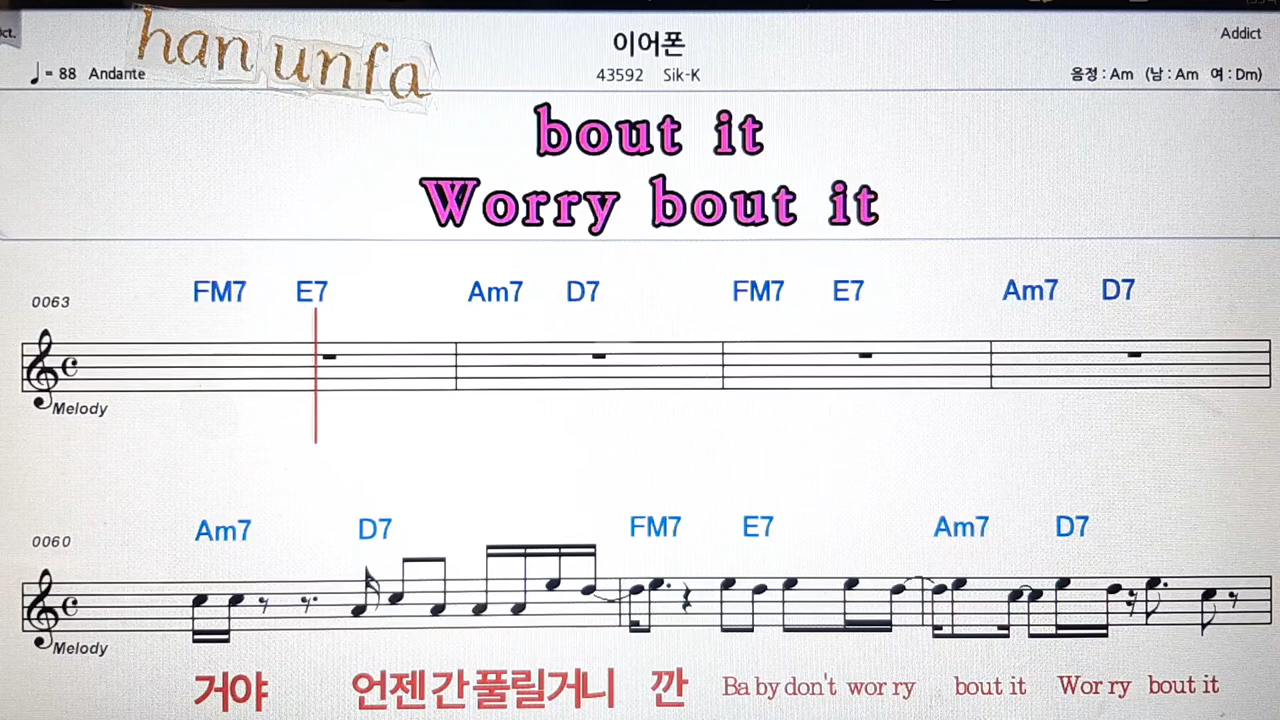 ct.
han unfa
이어폰
Addict
= 88 Andante
43592 Sik-K
음정 : Am (남 : Am 여 : Dm)
bout it
Worry bout it
0063
FM7 E7 Am7 D7 FM7 E7 Am7 D7
Melody
0060
Am7 D7 FM7 E7 Am7 D7
Melody
거야 언젠간풀릴거니 깐 Ba by don't wor ry bout it Wor ry bout it